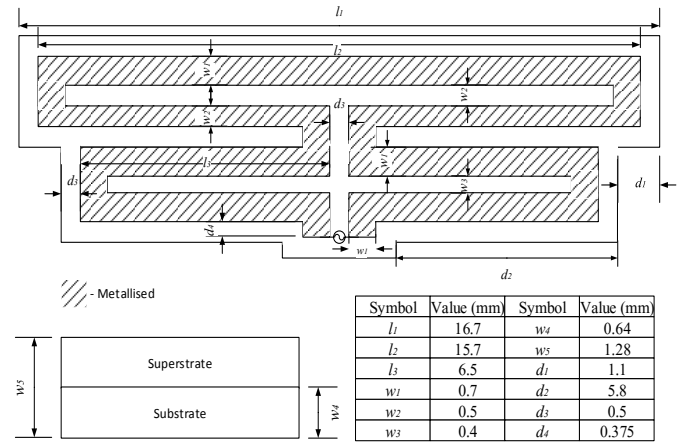 l1
l2
w1
w2
w2
d3
l3
w1
w3
d3
d1
d4
w1
d2
- Metallised
Symbol Value (mm) Symbol Value (mm)
l1 16.7 w4 0.64
l2 15.7 w5 1.28
l3 6.5 d1 1.1
w1 0.7 d2 5.8
w2 0.5 d3 0.5
w3 0.4 d4 0.375
w5
Superstrate
Substrate
w4